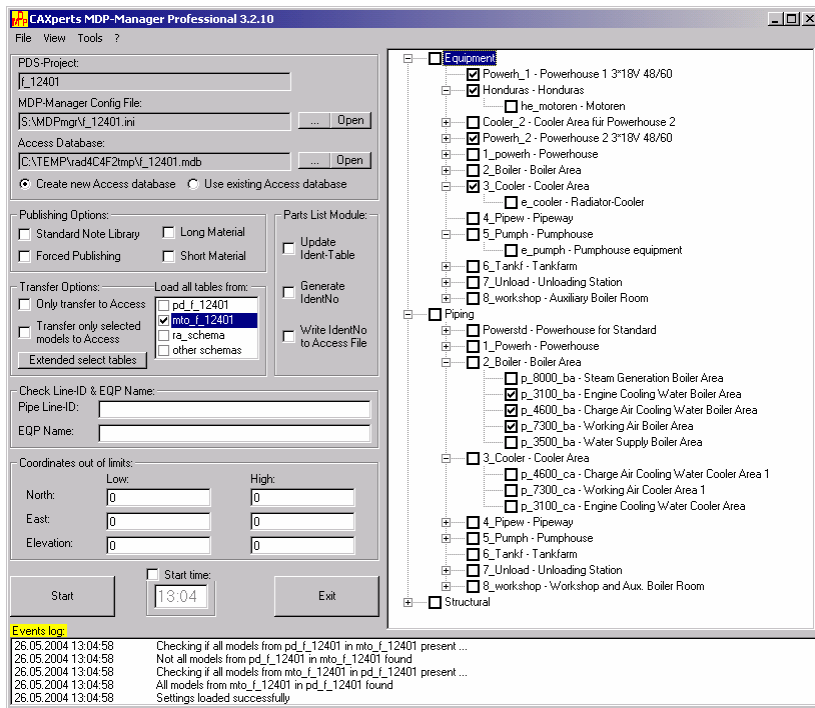 CAXperts MDP-Manager Professional 3.2.10
File View Tools ?
PDS-Project:
f_12401
MDP-Manager Config File:
S:\MDPmgr\f_12401.ini
... Open
Access Database:
C:\TEMP\rad4C4F2tmp\f_12401.mdb
... Open
Create new Access database Use existing Access database
Publishing Options:
Standard Note Library Long Material
Forced Publishing Short Material
Parts List Module:
Update
Ident-Table
Generate
IdentNo
Write IdentNo
to Access File
Transfer Options:
Only transfer to Access
Transfer only selected
models to Access
Extended select tables
Load all tables from:
pd_f_12401
mto_f_12401
ra_schema
other schemas
Check Line-ID & EQP Name:
Pipe Line-ID:
EQP Name:
Coordinates out of limits:
Low: High:
North: 0 0
East: 0 0
Elevation: 0 0
Start
Start time:
13:04
Exit
Equipment
Powerh_1 - Powerhouse 1 3*18V 48/60
Honduras - Honduras
he_motoren - Motoren
Cooler_2 - Cooler Area für Powerhouse 2
Powerh_2 - Powerhouse 2 3*18V 48/60
1_powerh - Powerhouse
2_Boiler - Boiler Area
3_Cooler - Cooler Area
e_cooler - Radiator-Cooler
4_Pipew - Pipeway
5_Pumph - Pumphouse
e_pumph - Pumphouse equipment
6_Tankf - Tankfarm
7_Unload - Unloading Station
8_workshop - Auxiliary Boiler Room
Piping
Powerstd - Powerhouse for Standard
1_Powerh - Powerhouse
2_Boiler - Boiler Area
p_8000_ba - Steam Generation Boiler Area
p_3100_ba - Engine Cooling Water Boiler Area
p_4600_ba - Charge Air Cooling Water Boiler Area
p_7300_ba - Working Air Boiler Area
p_3500_ba - Water Supply Boiler Area
3_Cooler - Cooler Area
p_4600_ca - Charge Air Cooling Water Cooler Area 1
p_7300_ca - Working Air Cooler Area 1
p_3100_ca - Engine Cooling Water Cooler Area
4_Pipew - Pipeway
5_Pumph - Pumphouse
6_Tankf - Tankfarm
7_Unload - Unloading Station
8_workshop - Workshop and Aux. Boiler Room
Structural
Events log:
26.05.2004 13:04:58 Checking if all models from pd_f_12401 in mto_f_12401 present ...
26.05.2004 13:04:58 Not all models from pd_f_12401 in mto_f_12401 found
26.05.2004 13:04:58 Checking if all models from mto_f_12401 in pd_f_12401 present ...
26.05.2004 13:04:58 All models from mto_f_12401 in pd_f_12401 found
26.05.2004 13:04:58 Settings loaded successfully